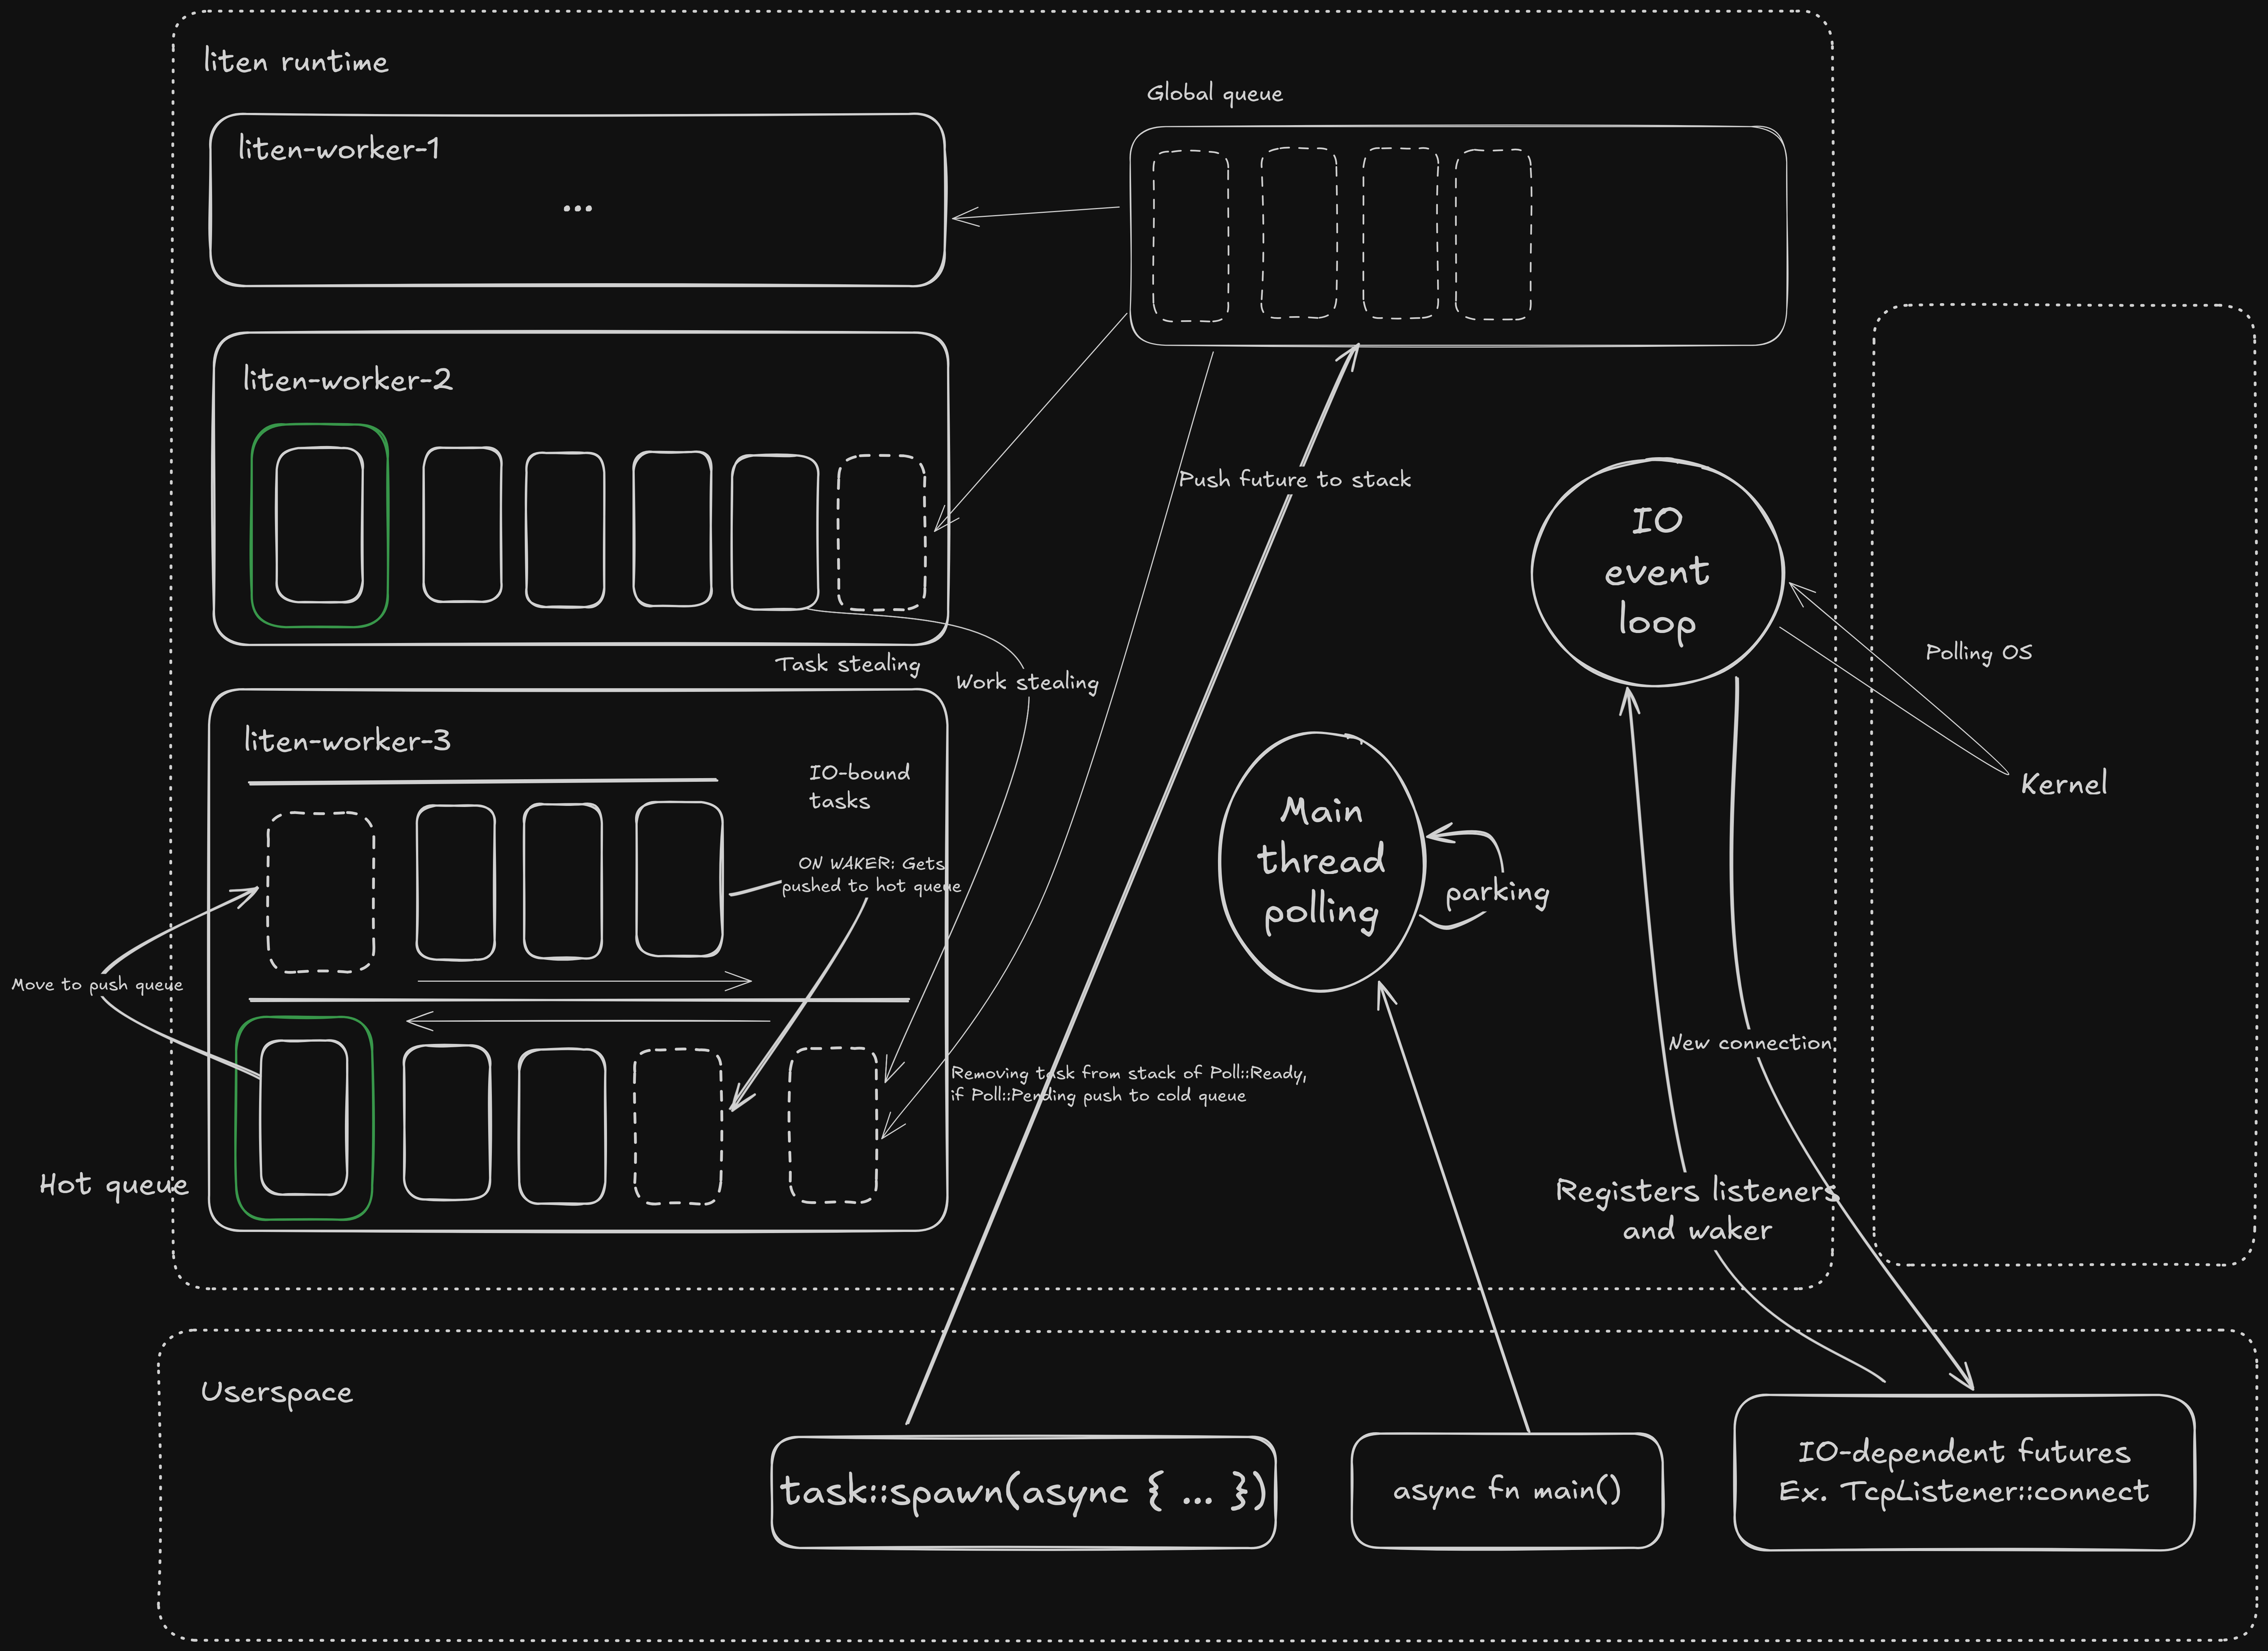 liten runtime
Global queue
liten-worker-1
...
liten-worker-2
Push future to stack
IO
event
loop
Polling OS
Task stealing
Work stealing
liten-worker-3
IO-bound
tasks
Kernel
Main
thread
polling
parking
ON WAKER: Gets
pushed to hot queue
Move to push queue
New connection
Removing task from stack of Poll::Ready,
if Poll::Pending push to cold queue
Hot queue
Registers listeners
and waker
Userspace
task::spawn(async { ... })
async fn main()
IO-dependent futures
Ex. TcpListener::connect